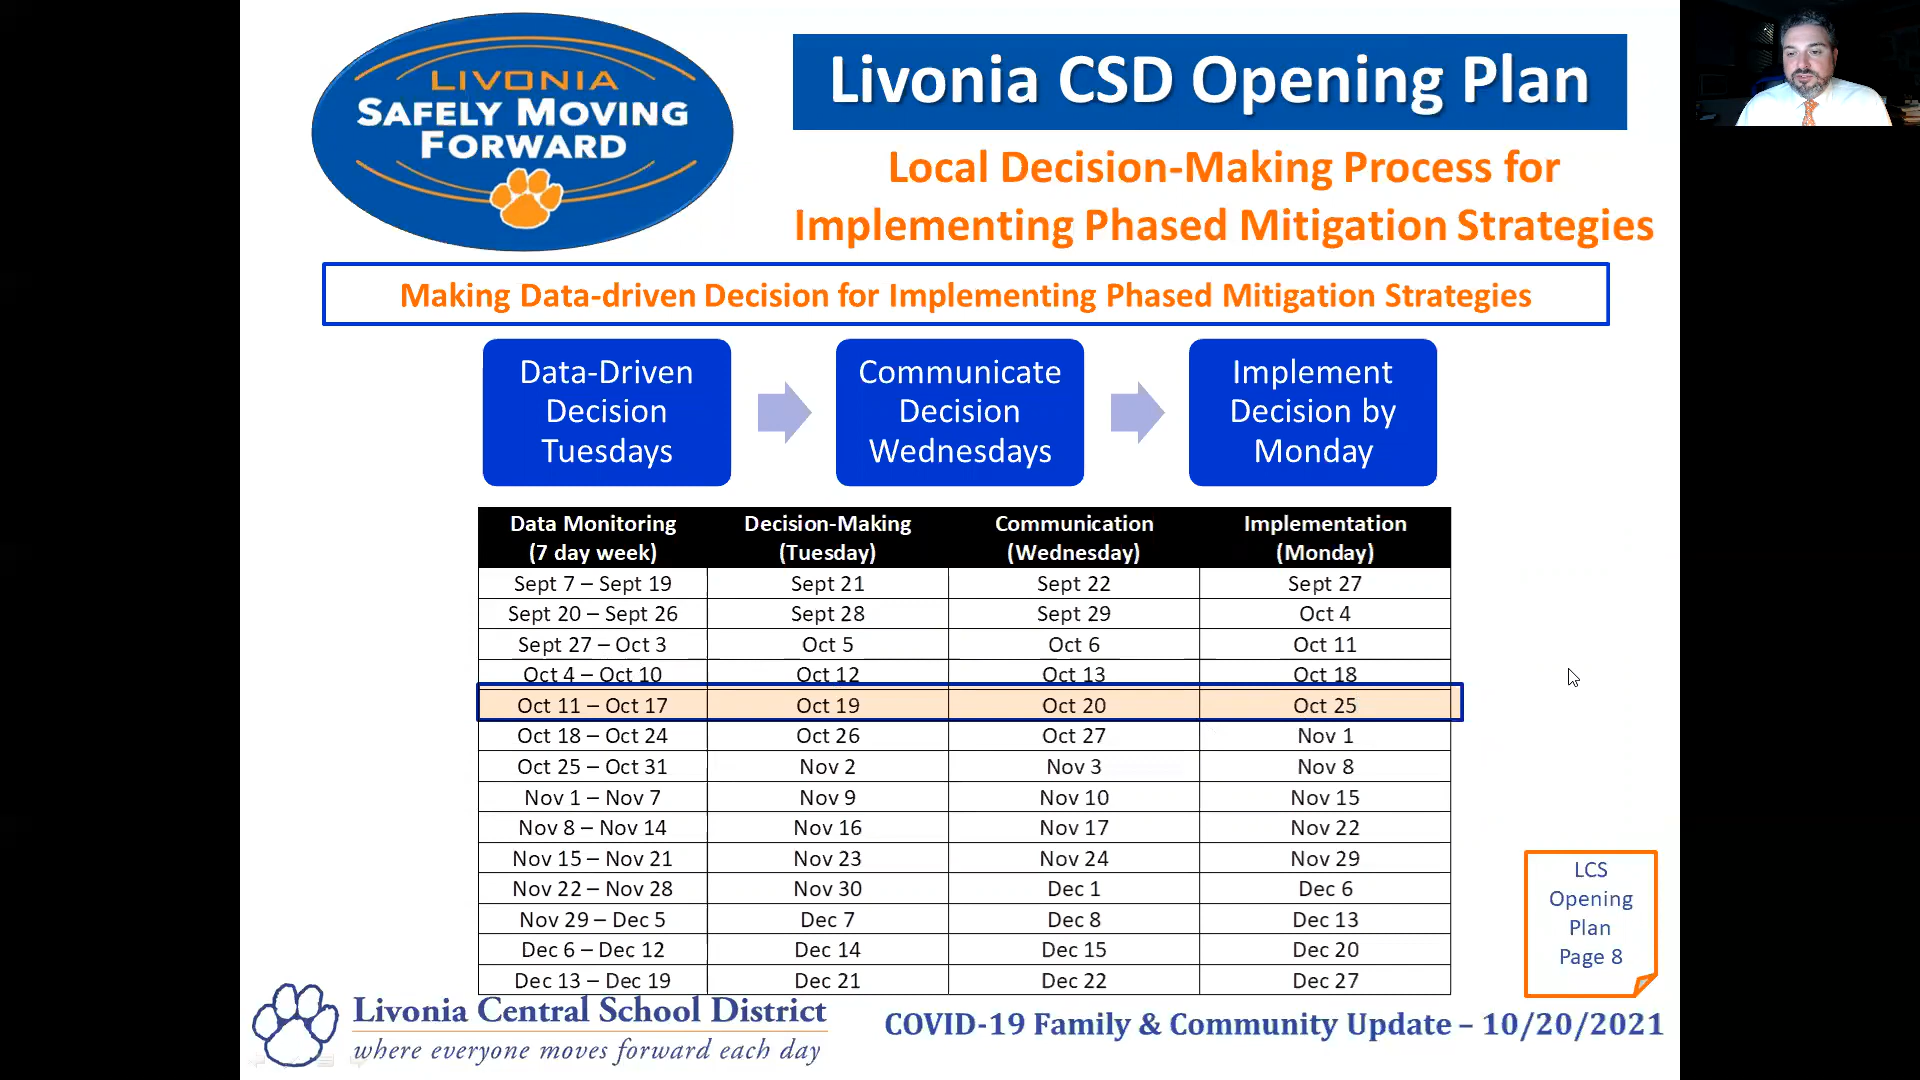 LIVONIA
SAFELY MOVING
FORWARD
Livonia CSD Opening Plan
Local Decision-Making Process for
Implementing Phased Mitigation Strategies
Making Data-driven Decision for Implementing Phased Mitigation Strategies
Data-Driven
Decision
Tuesdays
Communicate
Decision
Wednesdays
Implement
Decision by
Monday
Data Monitoring
(7 day week)
Decision-Making
(Tuesday)
Communication
(Wednesday)
Implementation
(Monday)
Sept 7 – Sept 19 Sept 21 Sept 22 Sept 27
Sept 20 – Sept 26 Sept 28 Sept 29 Oct 4
Sept 27 – Oct 3 Oct 5 Oct 6 Oct 11
Oct 4 – Oct 10 Oct 12 Oct 13 Oct 18
Oct 11 – Oct 17 Oct 19 Oct 20 Oct 25
Oct 18 – Oct 24 Oct 26 Oct 27 Nov 1
Oct 25 – Oct 31 Nov 2 Nov 3 Nov 8
Nov 1 – Nov 7 Nov 9 Nov 10 Nov 15
Nov 8 – Nov 14 Nov 16 Nov 17 Nov 22
Nov 15 – Nov 21 Nov 23 Nov 24 Nov 29
Nov 22 – Nov 28 Nov 30 Dec 1 Dec 6
Nov 29 – Dec 5 Dec 7 Dec 8 Dec 13
Dec 6 – Dec 12 Dec 14 Dec 15 Dec 20
Dec 13 – Dec 19 Dec 21 Dec 22 Dec 27
LCS
Opening
Plan
Page 8
Livonia Central School District
where everyone moves forward each day
COVID-19 Family & Community Update – 10/20/2021